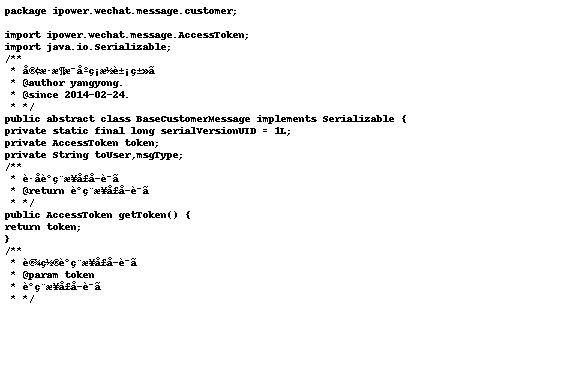 package ipower.wechat.message.customer;

import ipower.wechat.message.AccessToken;
import java.io.Serializable;
/**
* å®¢æ·æ¶æ¯åºç¡æ½è±¡ç±»ã
* @author yangyong.
* @since 2014-02-24.
* */
public abstract class BaseCustomerMessage implements Serializable {
private static final long serialVersionUID = 1L;
private AccessToken token;
private String toUser,msgType;
/**
* è·åè°ç¨æ¥å£å­è¯ã
* @return è°ç¨æ¥å£å­è¯ã
* */
public AccessToken getToken() {
return token;
}
/**
* è®¾ç½®è°ç¨æ¥å£å­è¯ã
* @param token
* è°ç¨æ¥å£å­è¯ã
* */